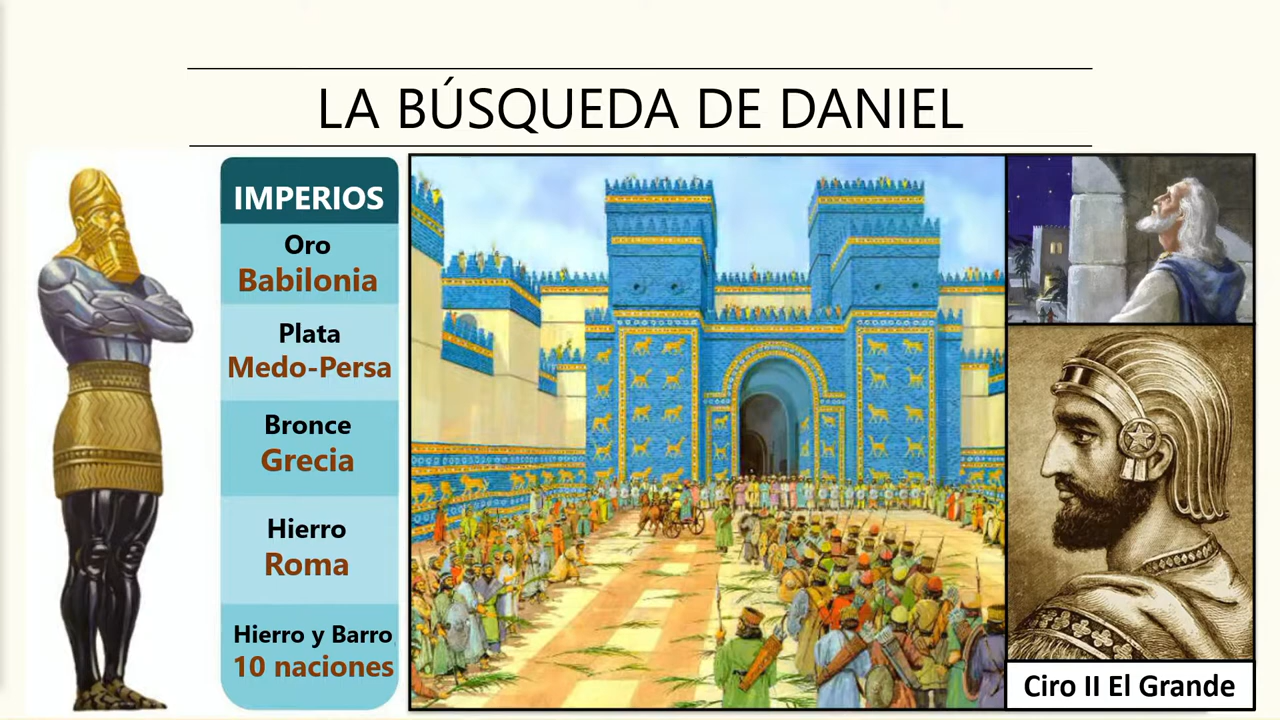 LA BÚSQUEDA DE DANIEL
IMPERIOS
Oro
Babilonia
Plata
Medo-Persa
Bronce
Grecia
Hierro
Roma
Hierro y Barro
10 naciones
Ciro II El Grande